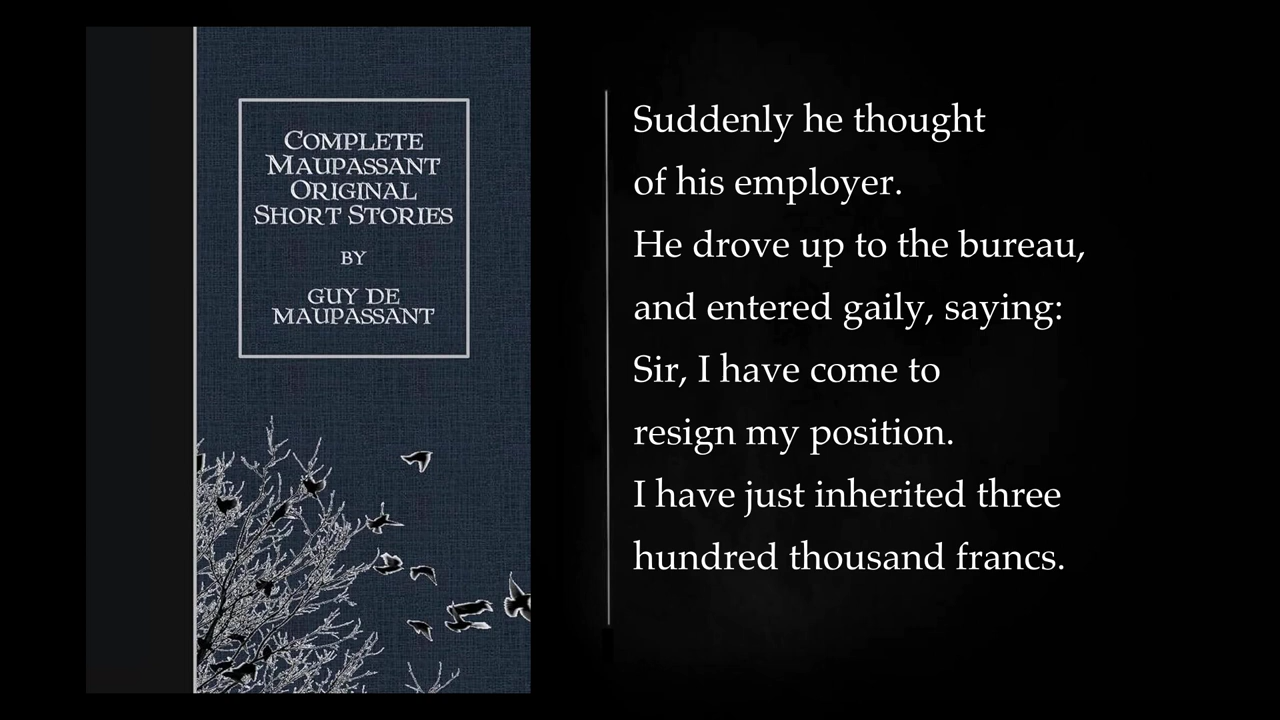 COMPLETE
MAUPASSANT
ORIGINAL
SHORT STORIES
BY
GUY DE
MAUPASSANT
Suddenly he thought
of his employer.
He drove up to the bureau,
and entered gaily, saying:
Sir, I have come to
resign my position.
I have just inherited three
hundred thousand francs.